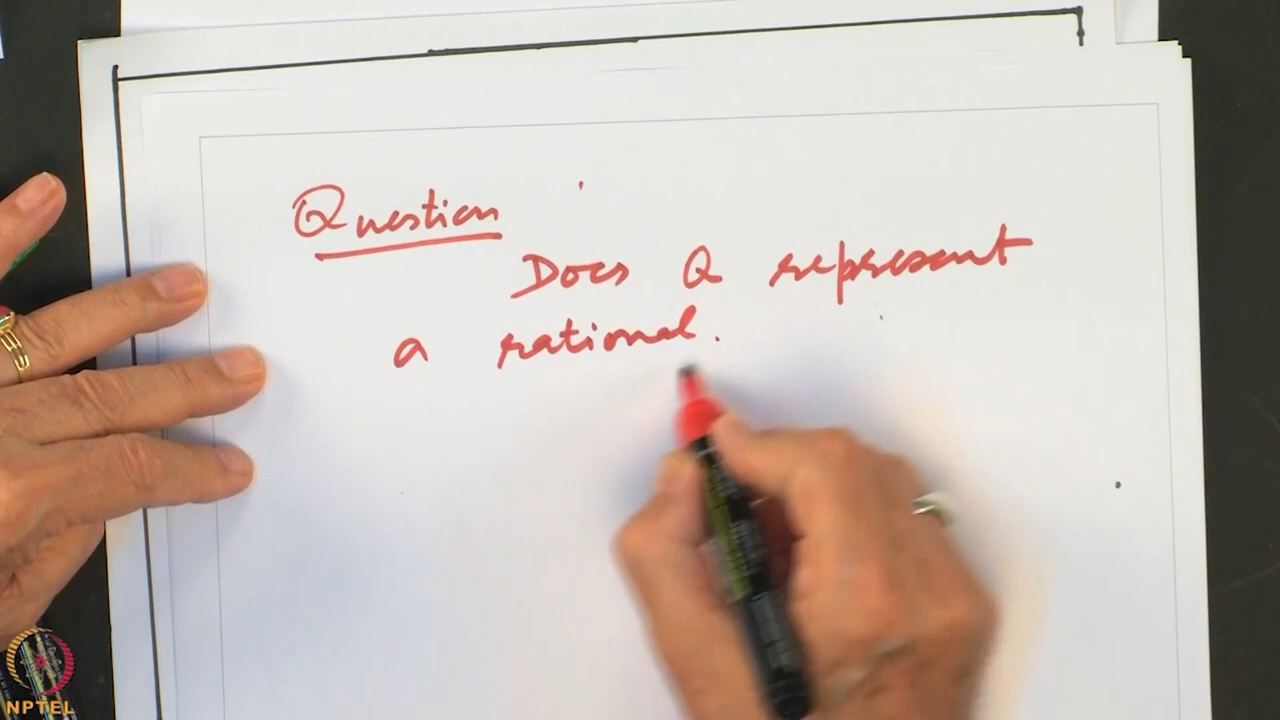 Question
Does Q represent
a rational.
NPTEL